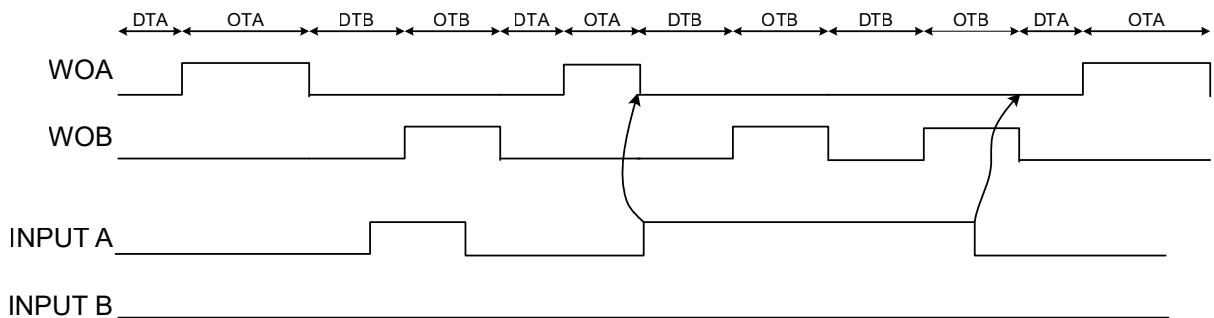 DTA OTA DTB OTB DTA OTA DTB OTB DTB OTB DTA OTA
WOA
WOB
INPUT A
INPUT B